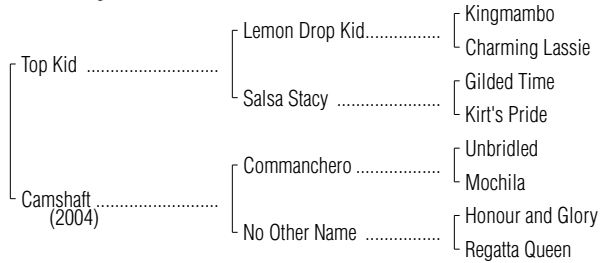 Kingmambo
Lemon Drop Kid..................
Charming Lassie
Top Kid ...............................
Gilded Time
Salsa Stacy .........................
Kirt's Pride
Unbridled
Commanchero ....................
Mochila
Camshaft .............................
(2004)
Honour and Glory
No Other Name ..................
Regatta Queen